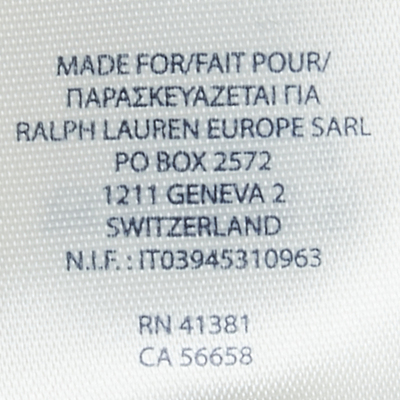 MADE FOR/FAIT POUR/
ΠΑΡΑΣΚΕΥΑΖΕΤΑΙ ΓΙΑ
RALPH LAUREN EUROPE SARL
PO BOX 2572
1211 GENEVA 2
SWITZERLAND
N.I.F. : IT03945310963
RN 41381
CA 56658